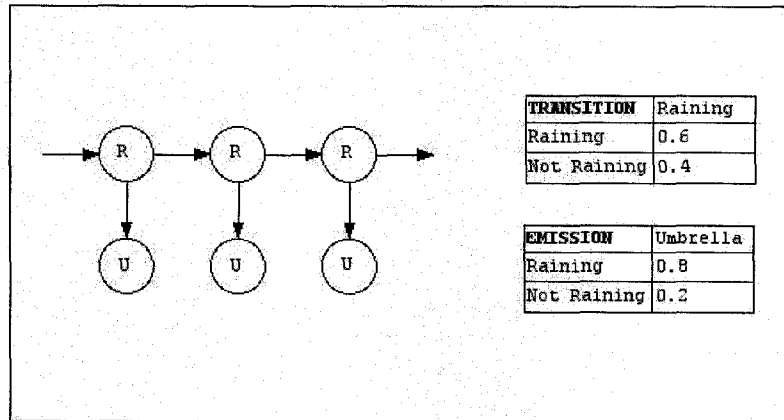 R R R
U U U
TRANSITION Raining
Raining 0.6
Not Raining 0.4
EMISSION Umbrella
Raining 0.8
Not Raining 0.2